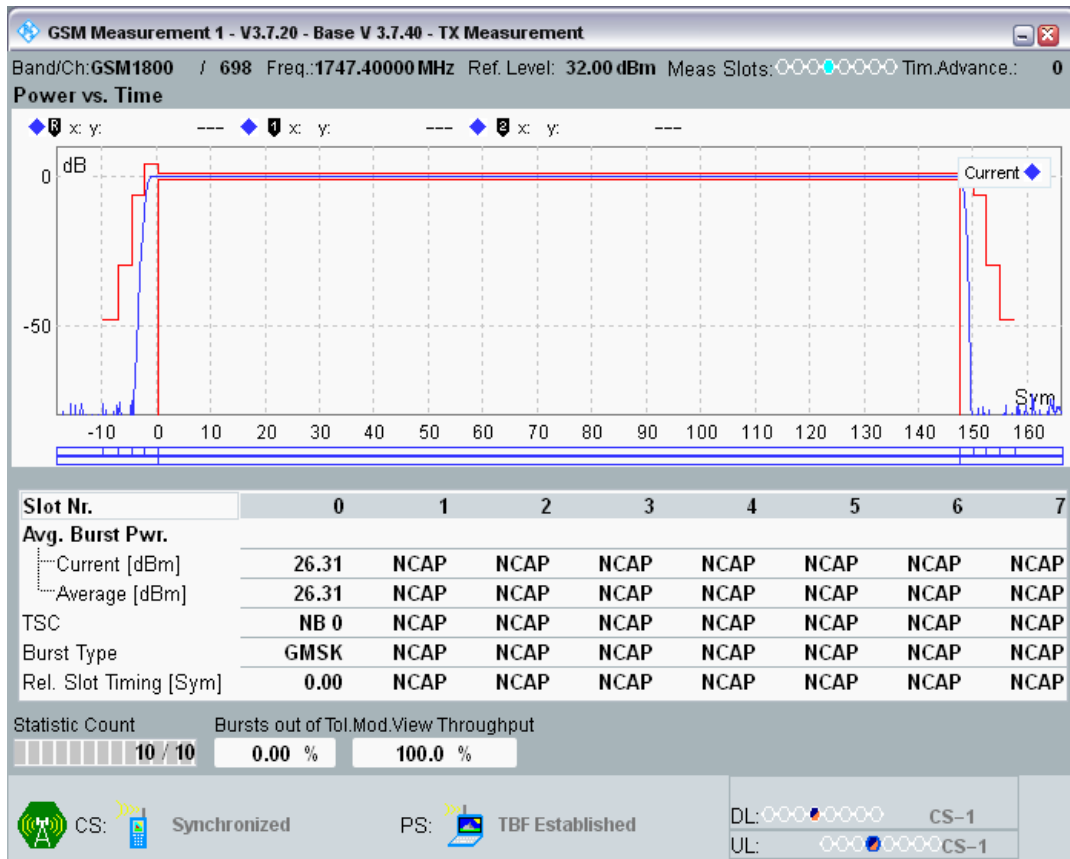 GSM Measurement 1 - V3.7.20 - Base V 3.7.40 - TX Measurement
Band/Ch:GSM1800 / 698 Freq.:1747.40000 MHz Ref. Level: 32.00 dBm Meas Slots: Tim.Advance.: 0
Power vs. Time
R x: y: --- 1 x: y: --- 2 x: y: ---
dB
Current
0
-50
Sym
-10 0 10 20 30 40 50 60 70 80 90 100 110 120 130 140 150 160
Slot Nr. 0 1 2 3 4 5 6 7
Avg. Burst Pwr.
Current [dBm] 26.31 NCAP NCAP NCAP NCAP NCAP NCAP NCAP
Average [dBm] 26.31 NCAP NCAP NCAP NCAP NCAP NCAP NCAP
TSC NB 0 NCAP NCAP NCAP NCAP NCAP NCAP NCAP
Burst Type GMSK NCAP NCAP NCAP NCAP NCAP NCAP NCAP
Rel. Slot Timing [Sym] 0.00 NCAP NCAP NCAP NCAP NCAP NCAP NCAP
Statistic Count Bursts out of Tol. Mod.View Throughput
10 / 10 0.00 % 100.0 %
CS: Synchronized PS: TBF Established
DL: CS-1
UL: CS-1